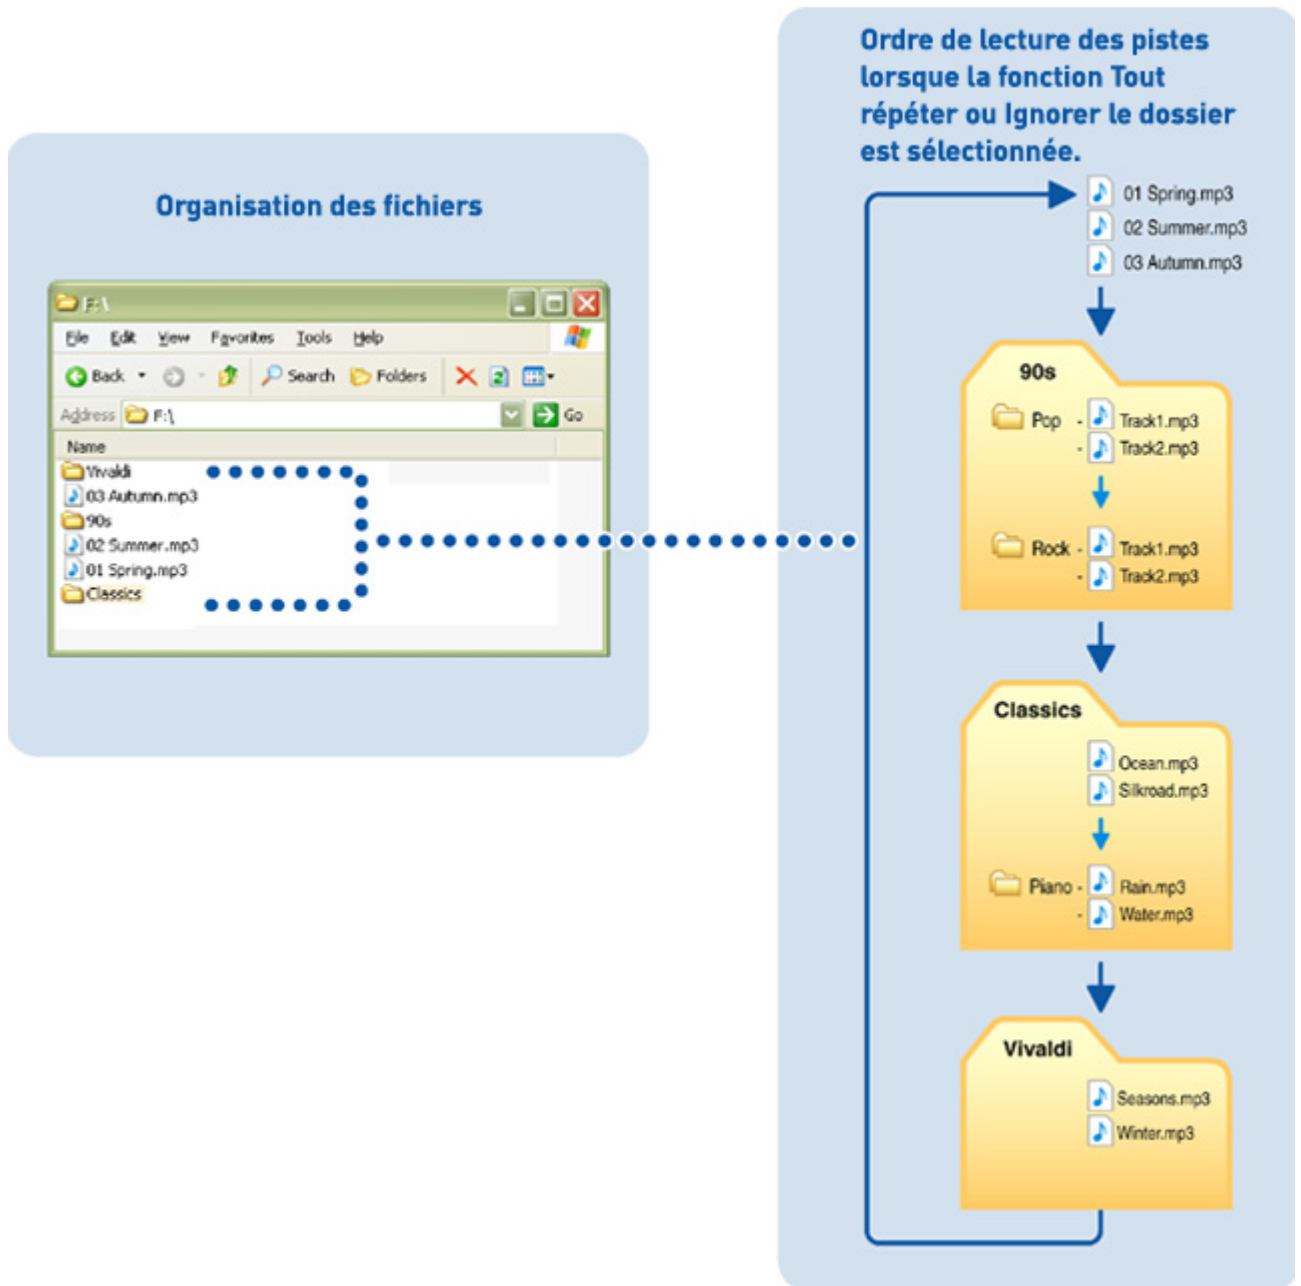 Organisation des fichiers
F:\
File Edit View Favorites Tools Help
Back Search Folders
Address F:\ Go
Name
Vivaldi
03 Autumn.mp3
90s
02 Summer.mp3
01 Spring.mp3
Classics
Ordre de lecture des pistes
lorsque la fonction Tout
répéter ou Ignorer le dossier
est sélectionnée.
01 Spring.mp3
02 Summer.mp3
03 Autumn.mp3
90s
Pop - Track1.mp3
- Track2.mp3
Rock - Track1.mp3
- Track2.mp3
Classics
Ocean.mp3
Silkroad.mp3
Piano - Rain.mp3
- Water.mp3
Vivaldi
Seasons.mp3
Winter.mp3